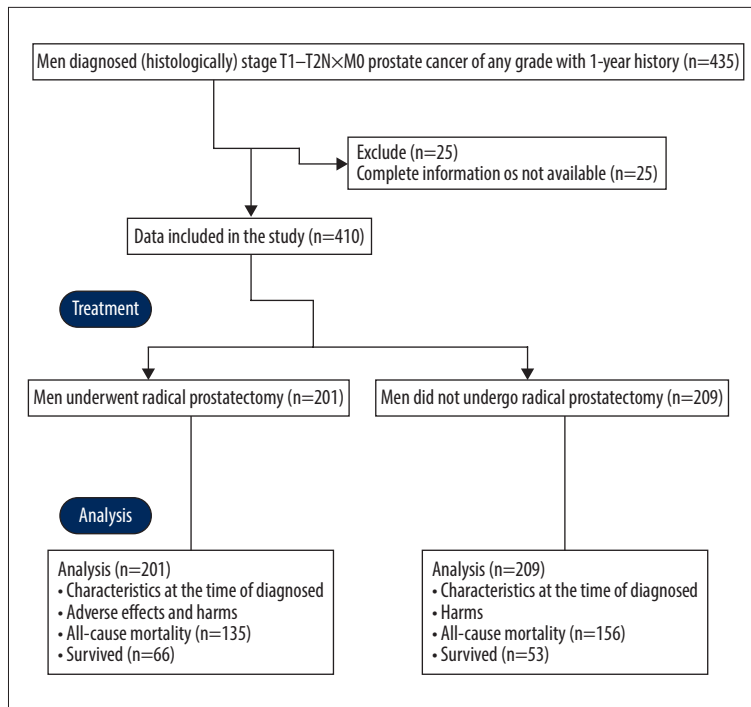 Men diagnosed (histologically) stage T1–T2N×M0 prostate cancer of any grade with 1-year history (n=435)
Exclude (n=25)
Complete information os not available (n=25)
Data included in the study (n=410)
Treatment
Men underwent radical prostatectomy (n=201)
Men did not undergo radical prostatectomy (n=209)
Analysis
Analysis (n=201)
• Characteristics at the time of diagnosed
• Adverse effects and harms
• All-cause mortality (n=135)
• Survived (n=66)
Analysis (n=209)
• Characteristics at the time of diagnosed
• Harms
• All-cause mortality (n=156)
• Survived (n=53)